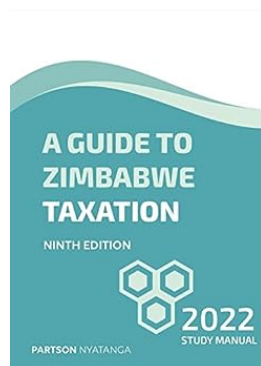 A GUIDE TO
ZIMBABWE
TAXATION
NINTH EDITION
2022
STUDY MANUAL
PARTSON NYATANGA